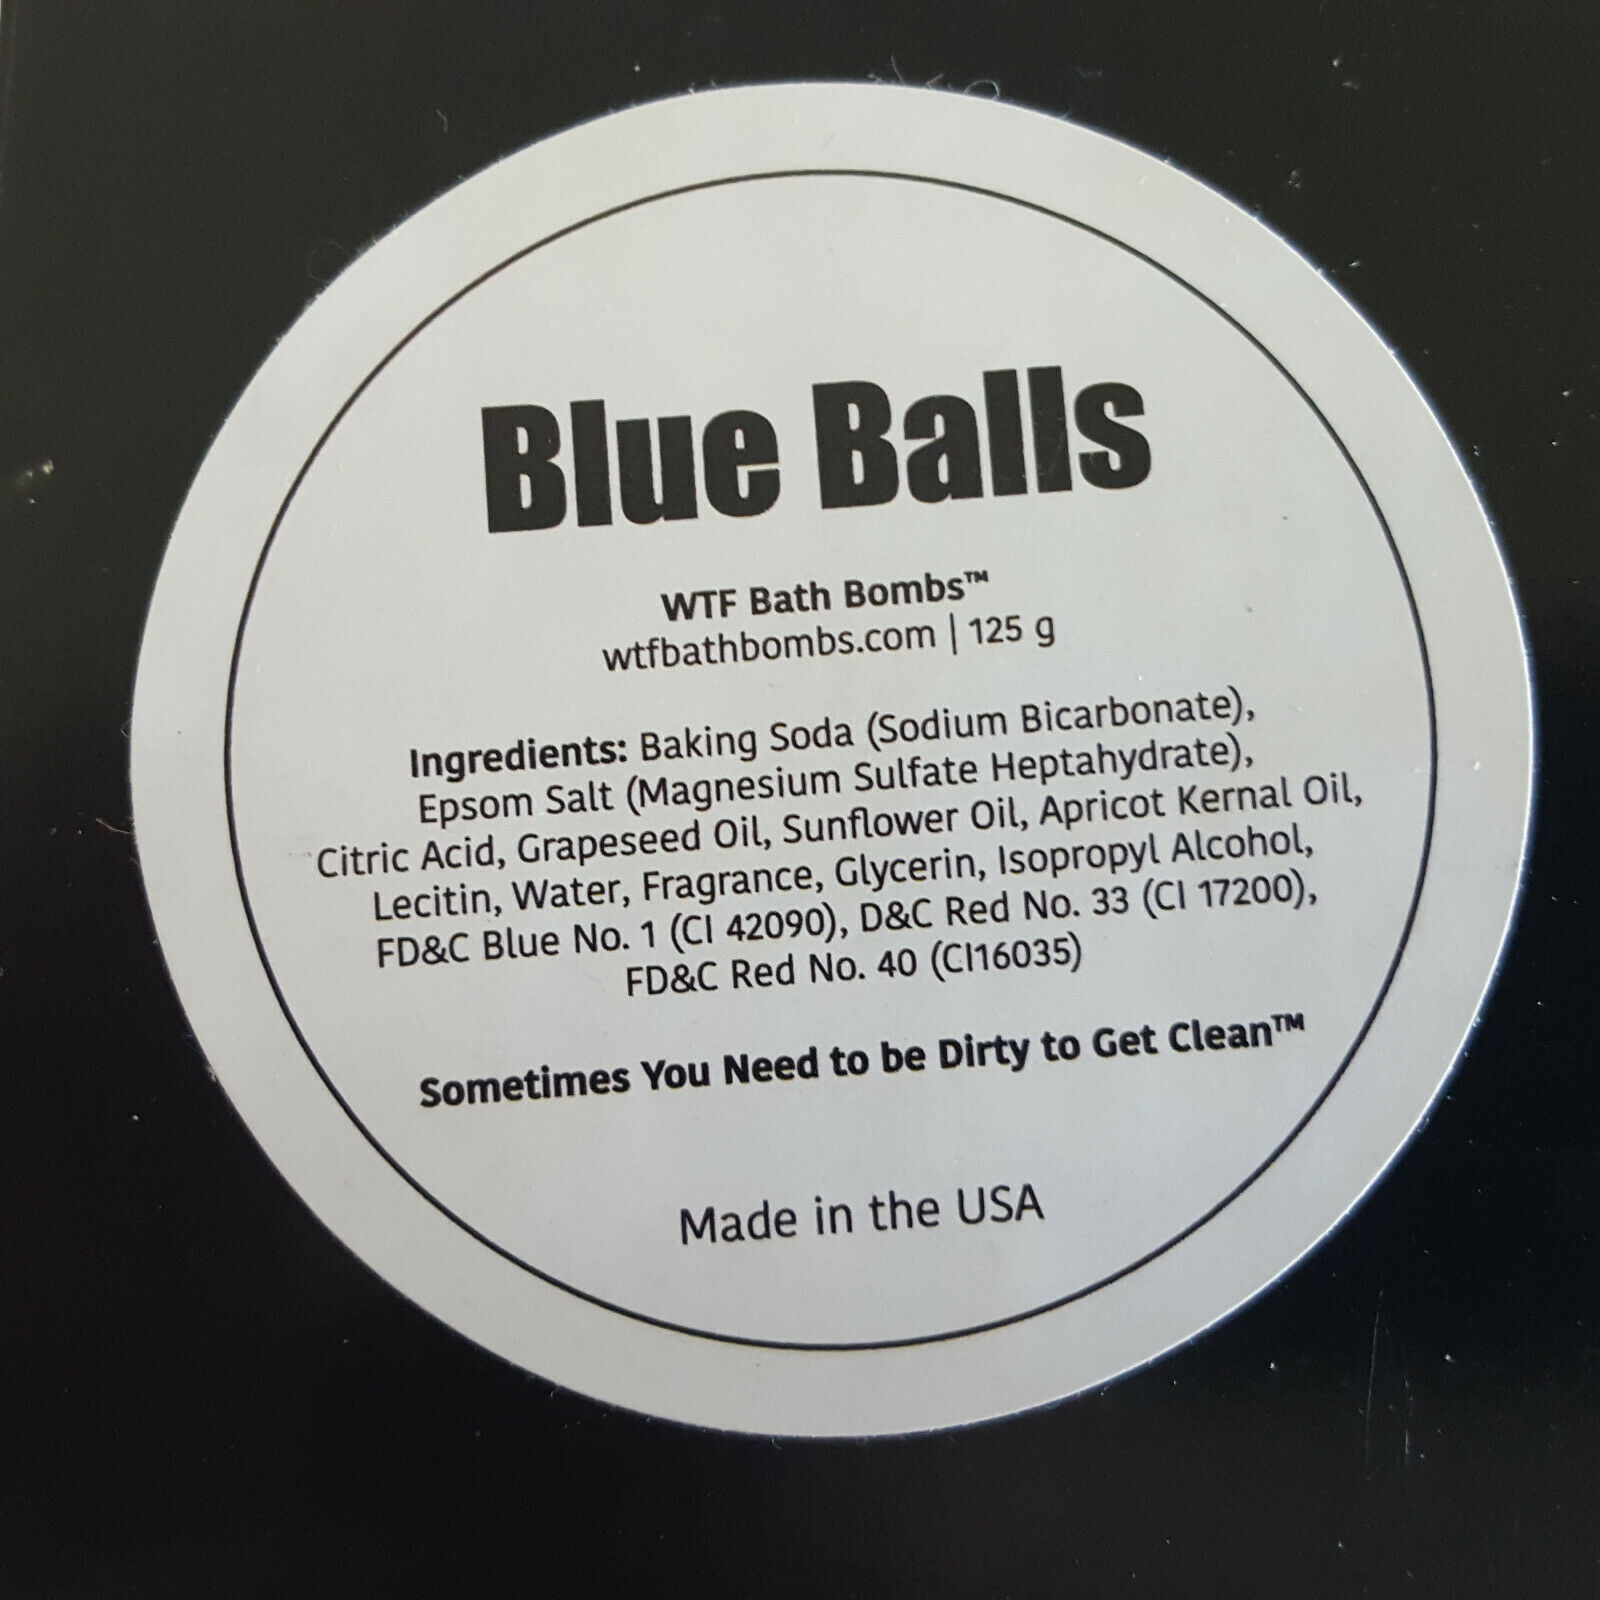 Blue Balls
WTF Bath Bombs™
wtfbathbombs.com | 125 g
Ingredients: Baking Soda (Sodium Bicarbonate),
Epsom Salt (Magnesium Sulfate Heptahydrate),
Citric Acid, Grapeseed Oil, Sunflower Oil, Apricot Kernal Oil,
Lecitin, Water, Fragrance, Glycerin, Isopropyl Alcohol,
FD&C Blue No. 1 (CI 42090), D&C Red No. 33 (CI 17200),
FD&C Red No. 40 (CI16035)
Sometimes You Need to be Dirty to Get Clean™
Made in the USA